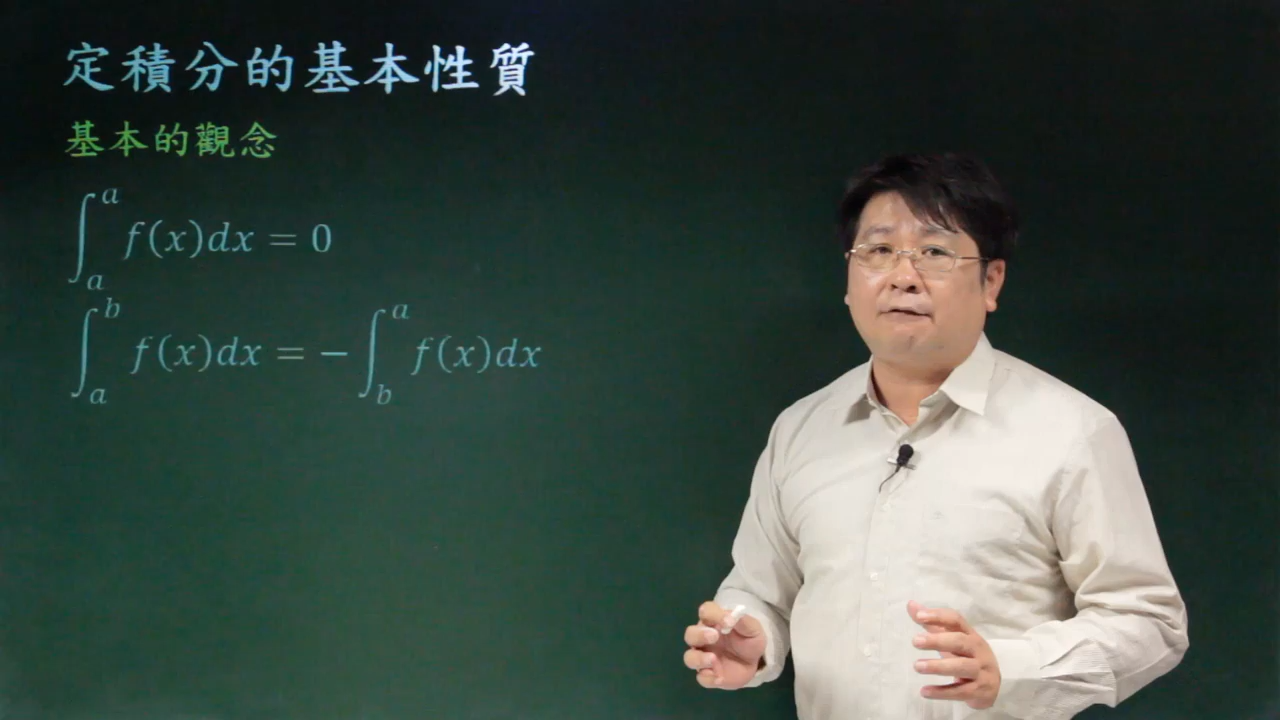 定積分的基本性質
基本的觀念
∫_a^a f(x)dx = 0
∫_a^b f(x)dx = −∫_b^a f(x)dx